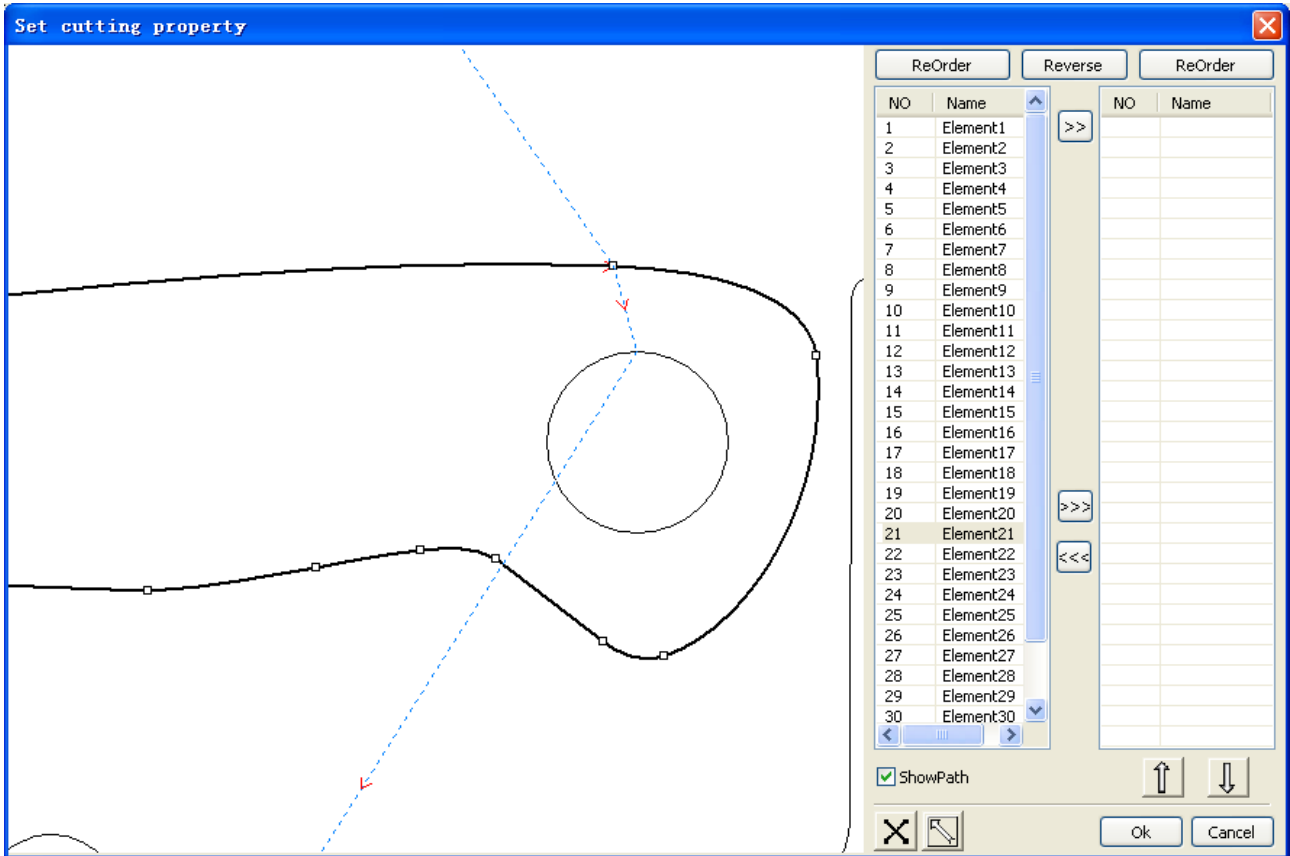 Set cutting property
ReOrder Reverse ReOrder
NO Name NO Name
>>
1 Element1
2 Element2
3 Element3
4 Element4
5 Element5
6 Element6
7 Element7
8 Element8
9 Element9
10 Element10
11 Element11
12 Element12
13 Element13
14 Element14
15 Element15
16 Element16
17 Element17
18 Element18
19 Element19
>>>
20 Element20
21 Element21
22 Element22
<<<
23 Element23
24 Element24
25 Element25
26 Element26
27 Element27
28 Element28
29 Element29
30 Element30
ShowPath
Ok Cancel